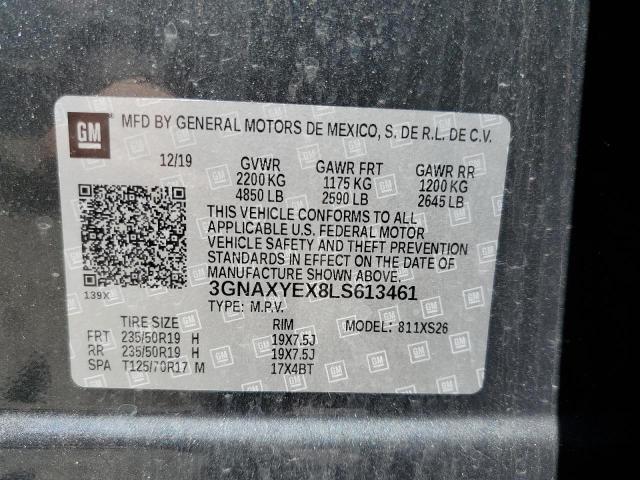 GM
MFD BY GENERAL MOTORS DE MEXICO, S. DE R.L. DE C.V.
12/19 GVWR GAWR FRT GAWR RR
2200 KG 1175 KG 1200 KG
4850 LB 2590 LB 2645 LB
THIS VEHICLE CONFORMS TO ALL
APPLICABLE U.S. FEDERAL MOTOR
VEHICLE SAFETY AND THEFT PREVENTION
STANDARDS IN EFFECT ON THE DATE OF
MANUFACTURE SHOWN ABOVE.
139X 3GNAXYEX8LS613461
TYPE: M.P.V.
TIRE SIZE RIM MODEL: 811XS26
FRT 235/50R19 H 19X7.5J
RR 235/50R19 H 19X7.5J
SPA T125/70R17 M 17X4BT